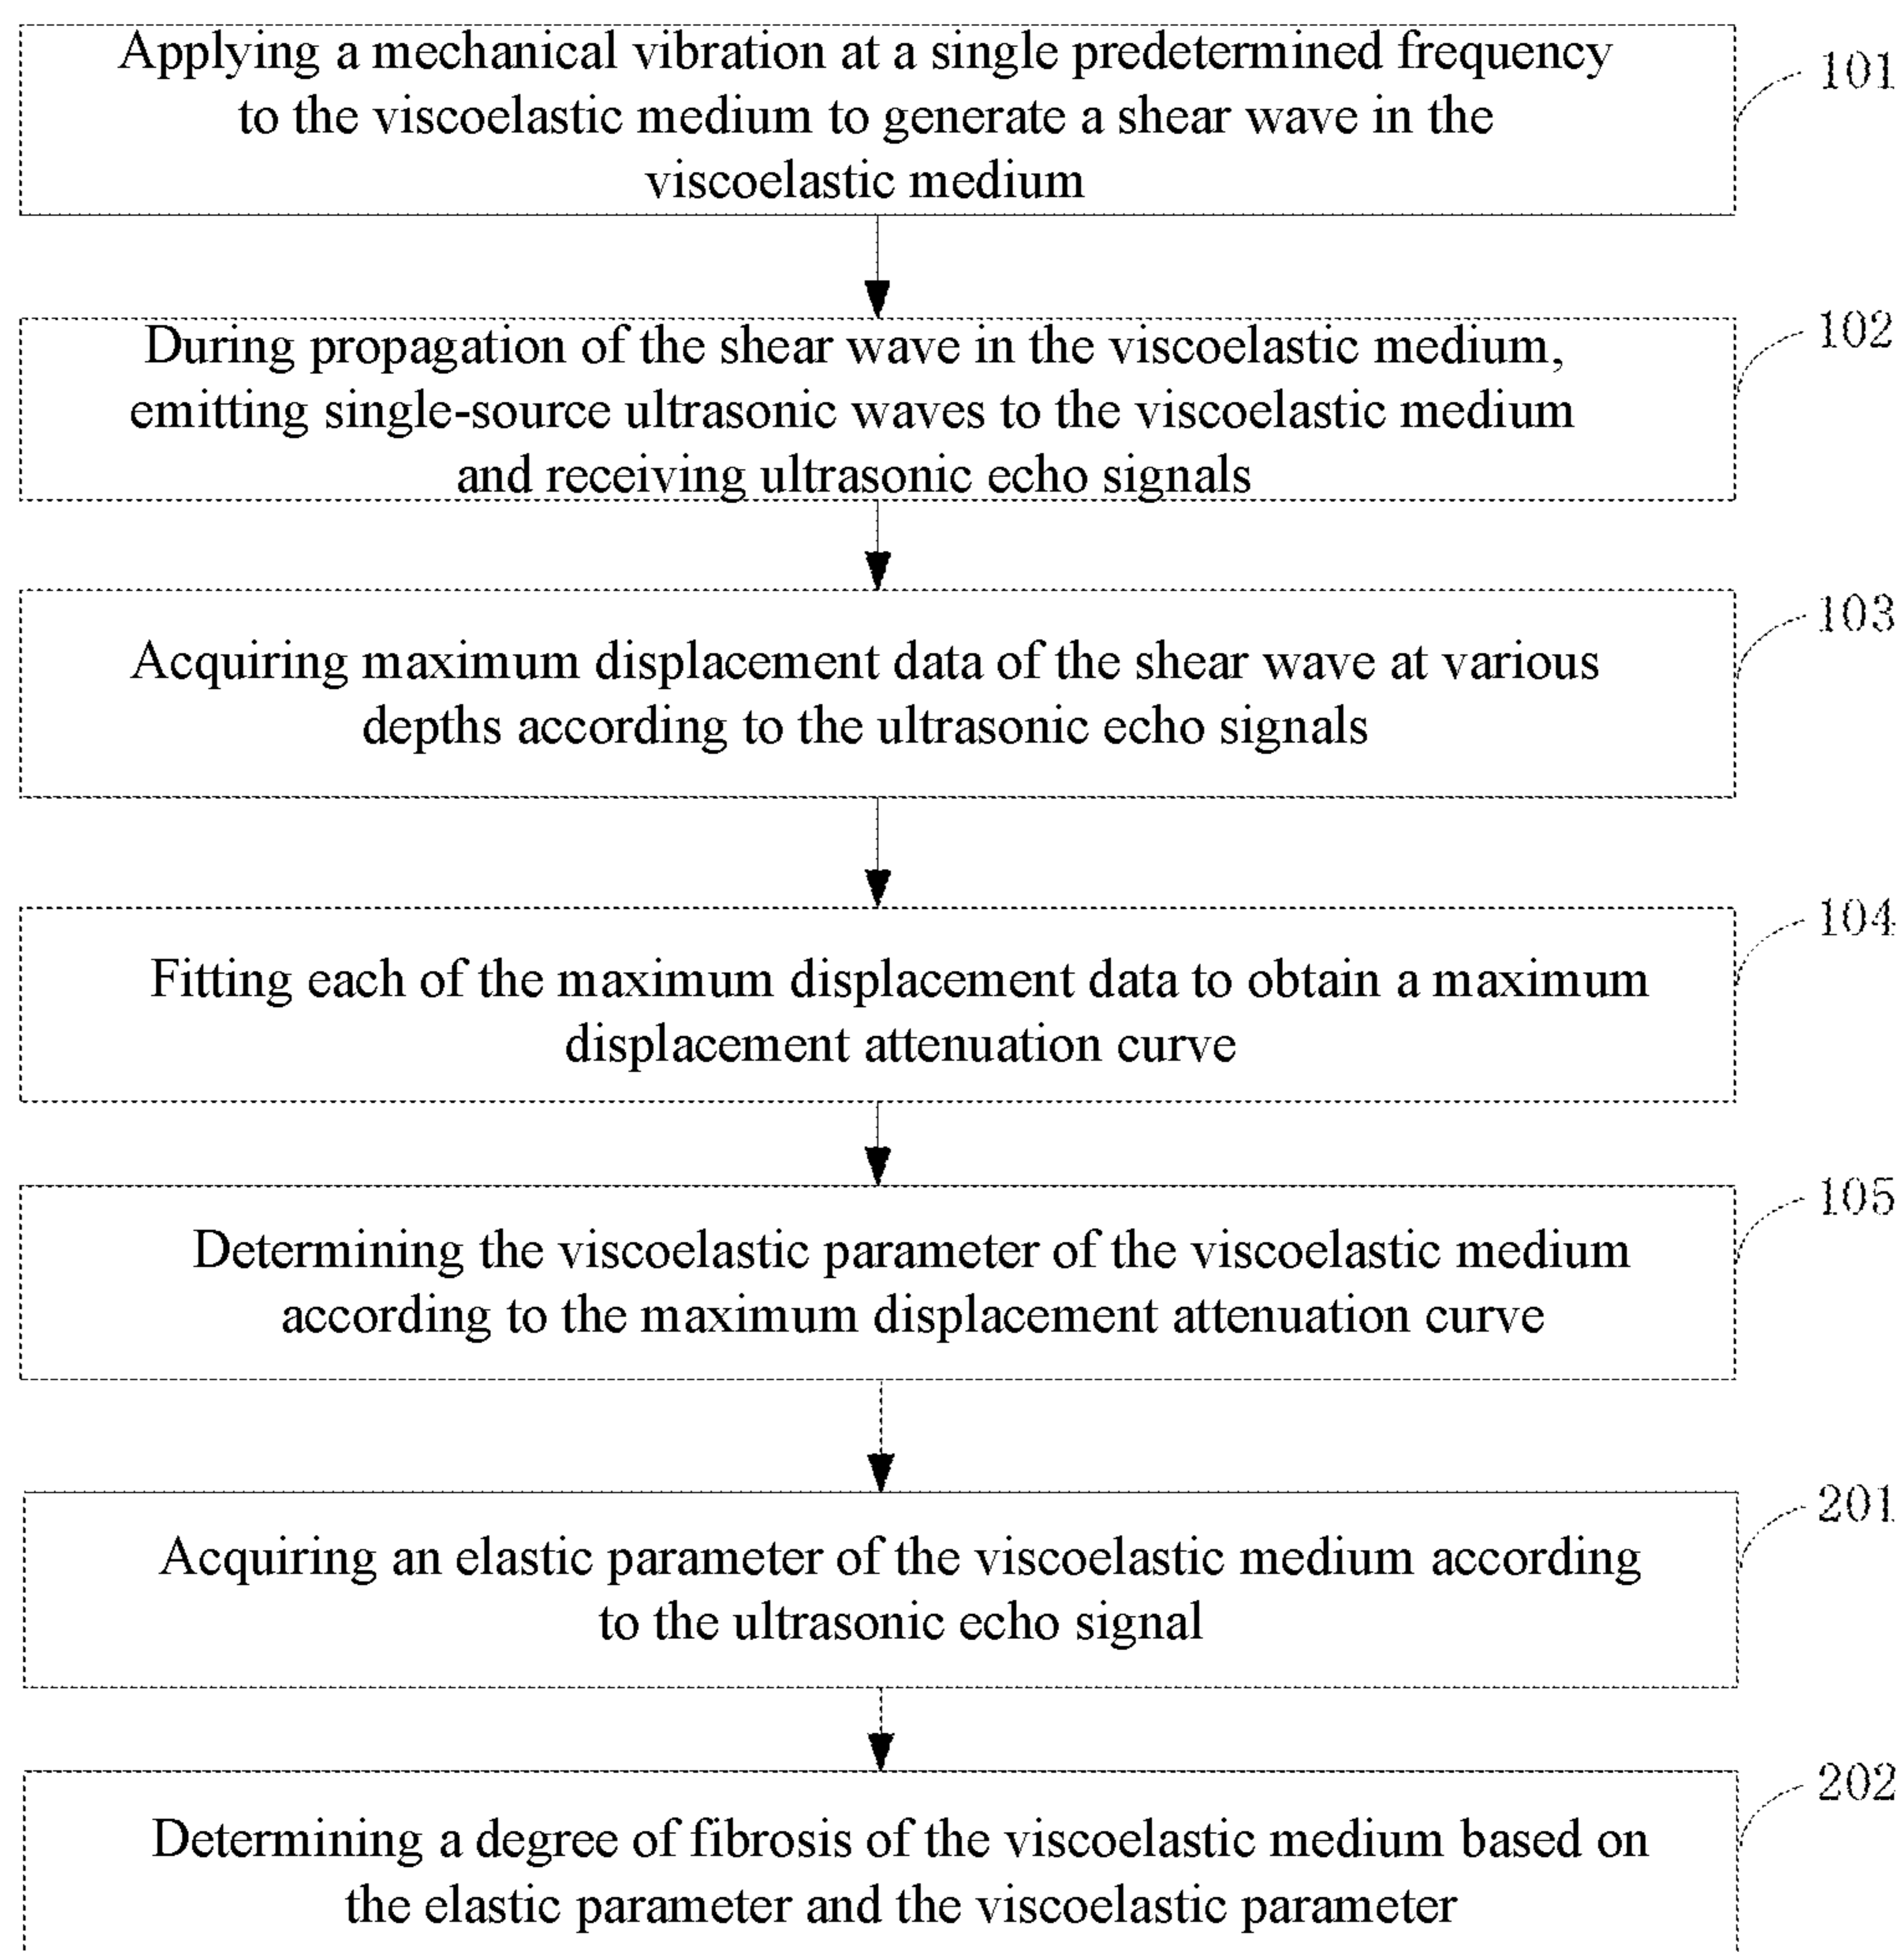 Applying a mechanical vibration at a single predetermined frequency
to the viscoelastic medium to generate a shear wave in the
viscoelastic medium
101
During propagation of the shear wave in the viscoelastic medium,
emitting single-source ultrasonic waves to the viscoelastic medium
and receiving ultrasonic echo signals
102
Acquiring maximum displacement data of the shear wave at various
depths according to the ultrasonic echo signals
103
Fitting each of the maximum displacement data to obtain a maximum
displacement attenuation curve
104
Determining the viscoelastic parameter of the viscoelastic medium
according to the maximum displacement attenuation curve
105
Acquiring an elastic parameter of the viscoelastic medium according
to the ultrasonic echo signal
201
Determining a degree of fibrosis of the viscoelastic medium based on
the elastic parameter and the viscoelastic parameter
202